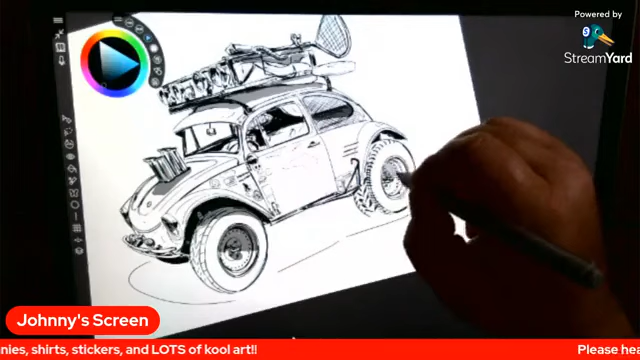 Powered by
StreamYard
Johnny's Screen
nies, shirts, stickers, and LOTS of kool art!!
Please hea